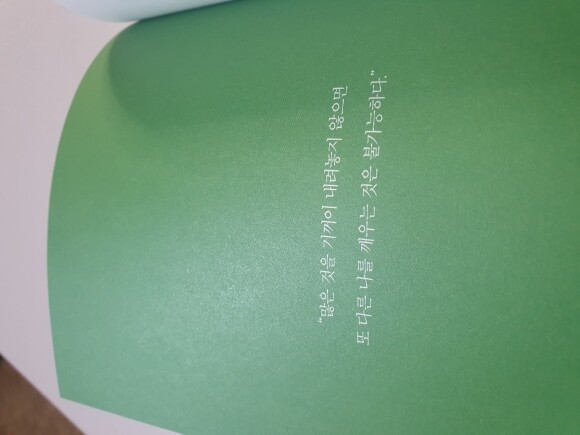 “많은 것을 기꺼이 내려놓지 않으면
또 다른 나를 깨우는 것은 불가능하다.”